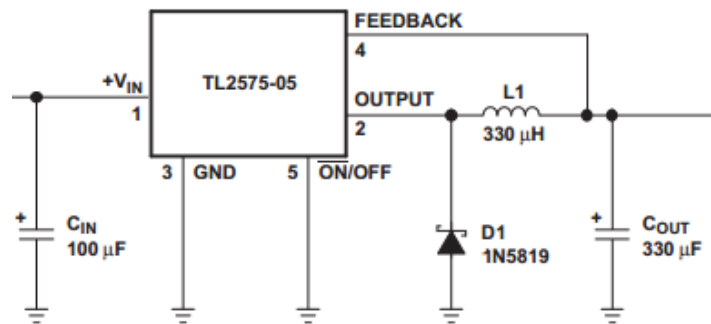 FEEDBACK
4
+VIN
1
TL2575-05
OUTPUT
2
L1
330 μH
3 GND
5 ON/OFF
+
CIN
100 μF
D1
1N5819
+
COUT
330 μF